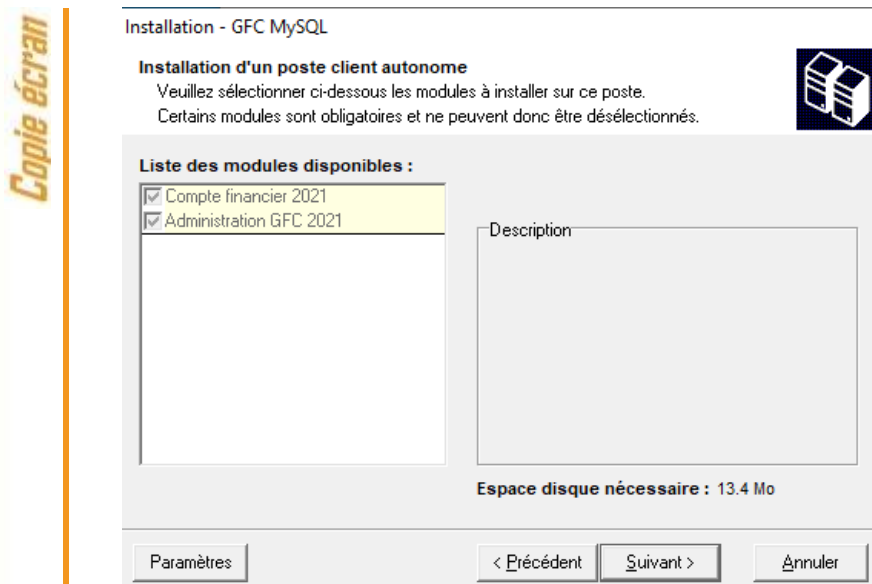 Copie écran
Installation - GFC MySQL
Installation d'un poste client autonome
Veuillez sélectionner ci-dessous les modules à installer sur ce poste.
Certains modules sont obligatoires et ne peuvent donc être désélectionnés.
Liste des modules disponibles :
Compte financier 2021
Administration GFC 2021
Description
Espace disque nécessaire : 13.4 Mo
Paramètres
< Précédent
Suivant >
Annuler